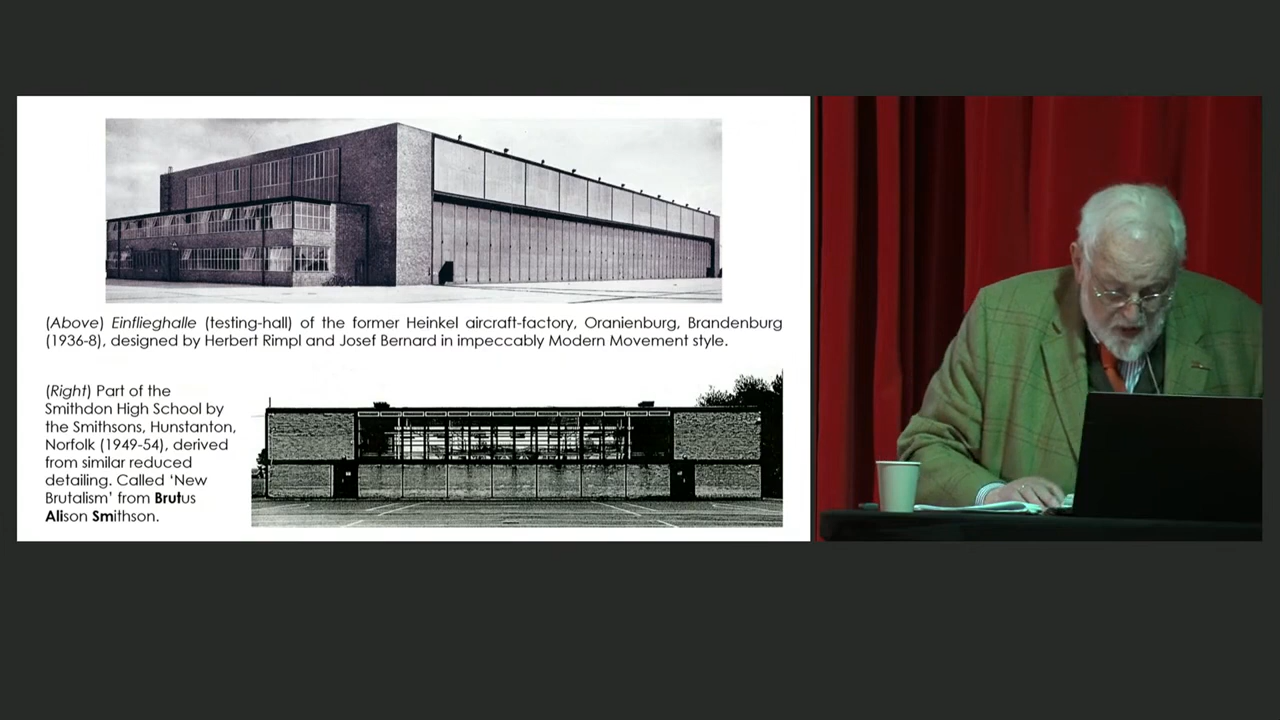 (Above) Einflieghalle (testing-hall) of the former Heinkel aircraft-factory, Oranienburg, Brandenburg
(1936-8), designed by Herbert Rimpl and Josef Bernard in impeccably Modern Movement style.
(Right) Part of the
Smithdon High School by
the Smithsons, Hunstanton,
Norfolk (1949-54), derived
from similar reduced
detailing. Called ‘New
Brutalism’ from Brutus
Alison Smithson.